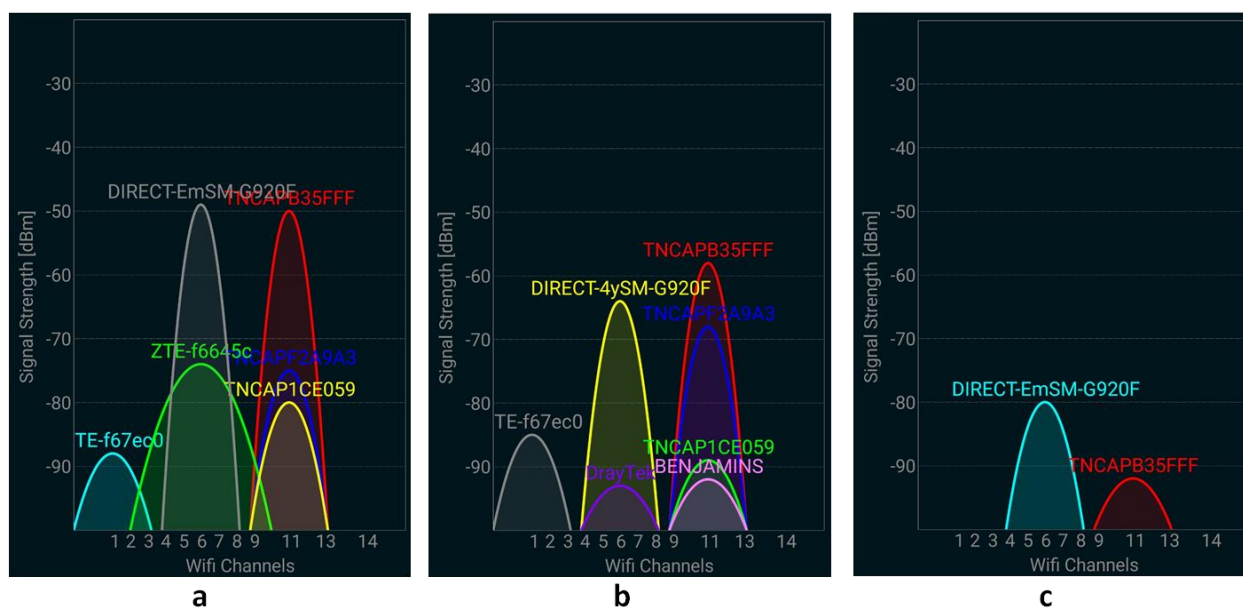 -30
-40
DIRECT-EmSM-G920F
TNCAPB35FFF
-50
-60
-70
ZTE-f6645c
TNCAPF2A9A3
-80
TNCAP1CE059
TE-f67ec0
-90
Signal Strength [dBm]
1 2 3 4 5 6 7 8 9 11 13 14
Wifi Channels
a
-30
-40
-50
TNCAPB35FFF
-60
DIRECT-4ySM-G920F
TNCAPF2A9A3
-70
-80
TE-f67ec0
TNCAP1CE059
BENJAMINS
DrayTek
-90
Signal Strength [dBm]
1 2 3 4 5 6 7 8 9 11 13 14
Wifi Channels
b
-30
-40
-50
-60
-70
DIRECT-EmSM-G920F
-80
TNCAPB35FFF
-90
Signal Strength [dBm]
1 2 3 4 5 6 7 8 9 11 13 14
Wifi Channels
c